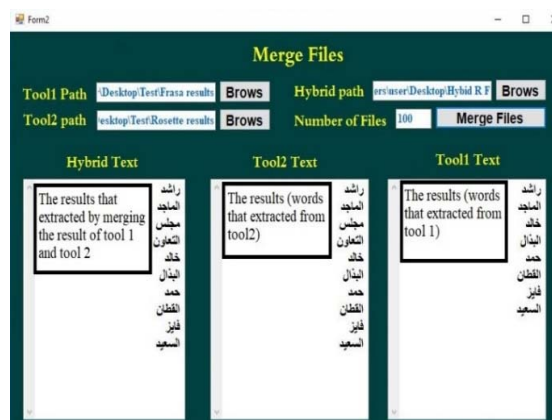 Form2
Merge Files
Tool1 Path \Desktop\Test\Frasa results Brows
Hybrid path ers\user\Desktop\Hybid R F Brows
Tool2 path esktop\Test\Rosette results Brows
Number of Files 100 Merge Files
Hybrid Text
The results that
extracted by merging
the result of tool 1
and tool 2
راشد
الماجد
مجلس
التعاون
خالد
البذال
حمد
القطان
فايز
السعيد
Tool2 Text
The results (words
that extracted from
tool2)
راشد
الماجد
مجلس
التعاون
خالد
البذال
حمد
القطان
فايز
السعيد
Tool1 Text
The results (words
that extracted from
tool 1)
راشد
الماجد
خالد
البذال
حمد
القطان
فايز
السعيد